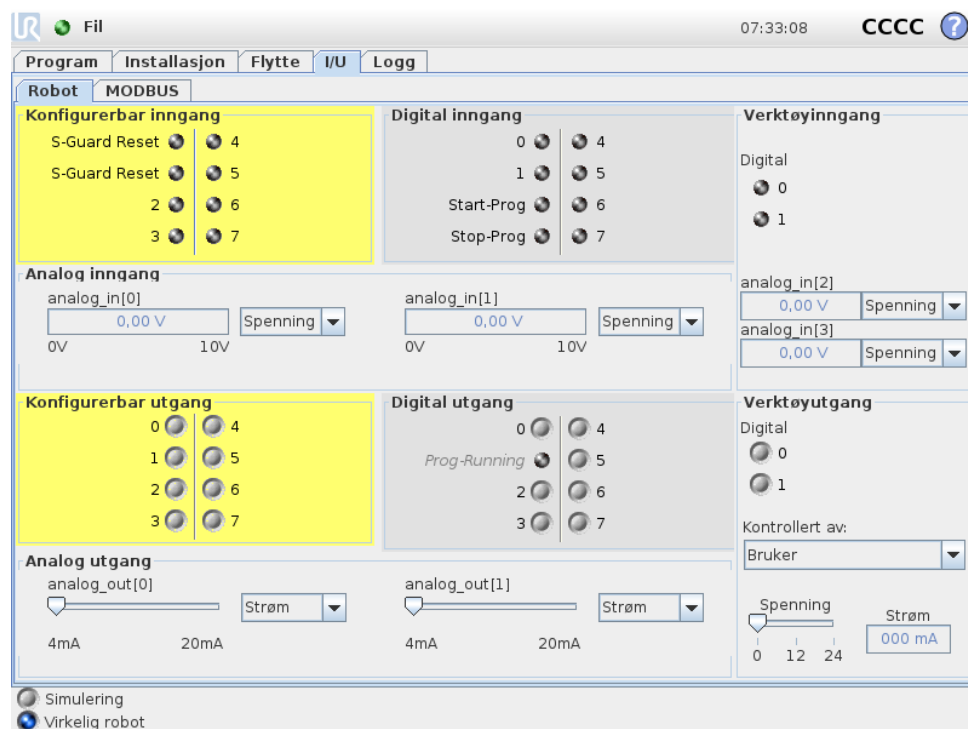 UR Fil 07:33:08 CCCC ?
Program Installasjon Flytte I/U Logg
Robot MODBUS
Konfigurerbar inngang
S-Guard Reset 4
S-Guard Reset 5
2 6
3 7
Digital inngang
0 4
1 5
Start-Prog 6
Stop-Prog 7
Verktøyinngang
Digital
0
1
analog_in[2]
0,00 V Spenning
analog_in[3]
0,00 V Spenning
Analog inngang
analog_in[0]
0,00 V Spenning
0V 10V
analog_in[1]
0,00 V Spenning
0V 10V
Konfigurerbar utgang
0 4
1 5
2 6
3 7
Digital utgang
0 4
Prog-Running 5
2 6
3 7
Verktøyutgang
Digital
0
1
Kontrollert av:
Bruker
Spenning
0 12 24
Strøm
000 mA
Analog utgang
analog_out[0]
Strøm
4mA 20mA
analog_out[1]
Strøm
4mA 20mA
Simulering
Virkelig robot